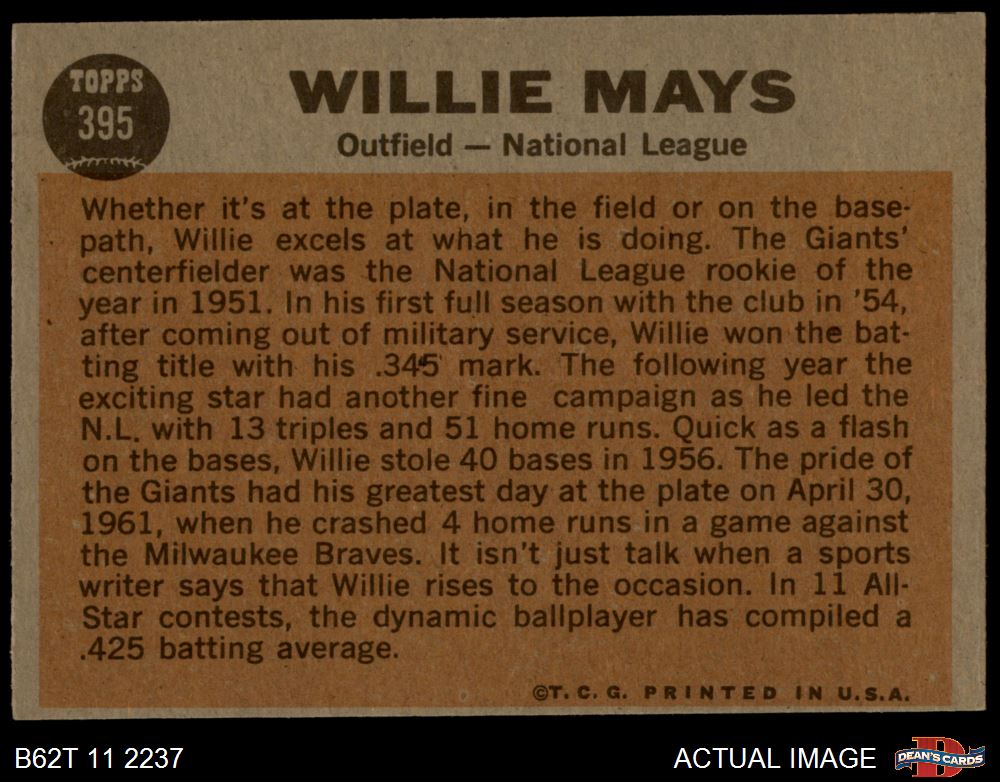 TOPPS
395
WILLIE MAYS
Outfield — National League
Whether it's at the plate, in the field or on the base-
path, Willie excels at what he is doing. The Giants'
centerfielder was the National League rookie of the
year in 1951. In his first full season with the club in '54,
after coming out of military service, Willie won the bat-
ting title with his .345 mark. The following year the
exciting star had another fine campaign as he led the
N.L. with 13 triples and 51 home runs. Quick as a flash
on the bases, Willie stole 40 bases in 1956. The pride of
the Giants had his greatest day at the plate on April 30,
1961, when he crashed 4 home runs in a game against
the Milwaukee Braves. It isn't just talk when a sports
writer says that Willie rises to the occasion. In 11 All-
Star contests, the dynamic ballplayer has compiled a
.425 batting average.
©T. C. G. PRINTED IN U.S.A.
B62T 11 2237
ACTUAL IMAGE
D
DEAN'S CARDS